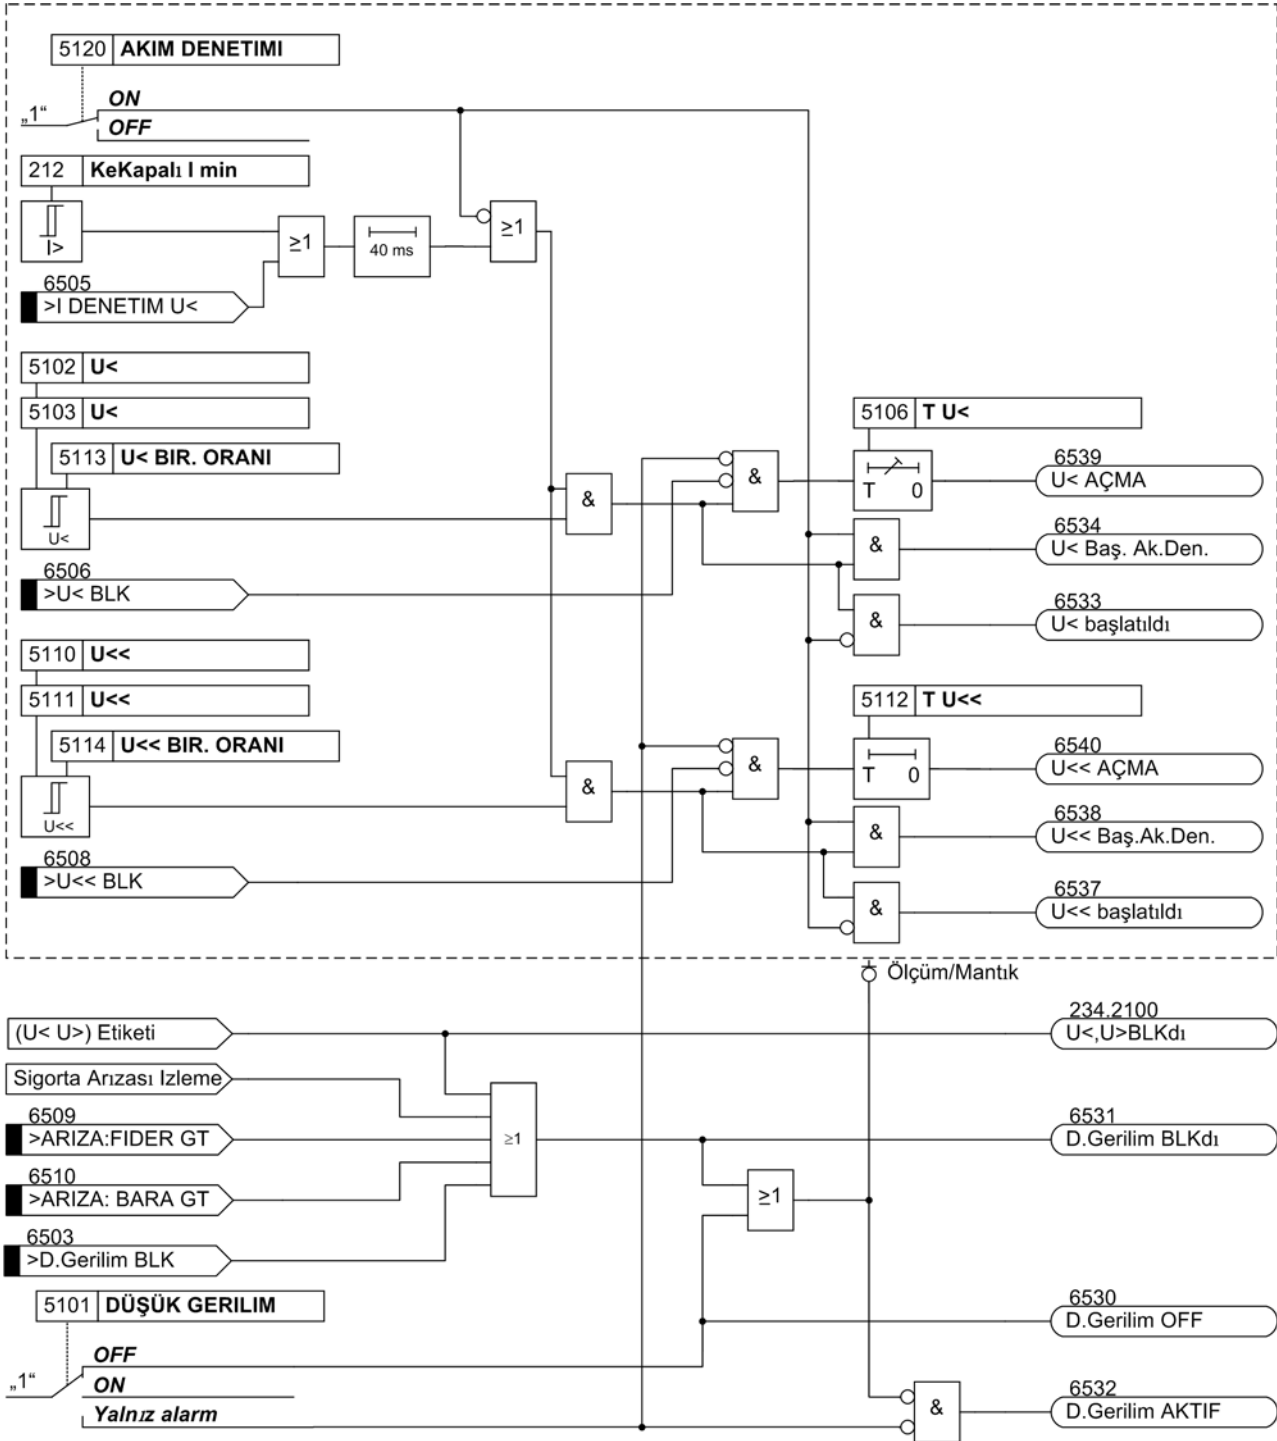 5120 AKIM DENETIMI
„1“
ON
OFF
212 KeKapalı I min
I>
≥1
40 ms
≥1
6505
>I DENETIM U<
5102 U<
5103 U<
5113 U< BIR. ORANI
U<
&
&
5106 T U<
T 0
6539
U< AÇMA
6534
& U< Baş. Ak.Den.
6506
>U< BLK
6533
& U< başlatıldı
5110 U<<
5111 U<<
5114 U<< BIR. ORANI
U<<
&
&
5112 T U<<
T 0
6540
U<< AÇMA
6538
& U<< Baş.Ak.Den.
6508
>U<< BLK
6537
& U<< başlatıldı
Ölçüm/Mantık
(U< U>) Etiketi
234.2100
U<,U>BLKdı
Sigorta Arızası Izleme
6509
>ARIZA:FIDER GT
≥1
6531
D.Gerilim BLKdı
6510
>ARIZA: BARA GT
≥1
6503
>D.Gerilim BLK
5101 DÜŞÜK GERILIM
6530
D.Gerilim OFF
„1“
OFF
ON
Yalnız alarm
&
6532
D.Gerilim AKTIF